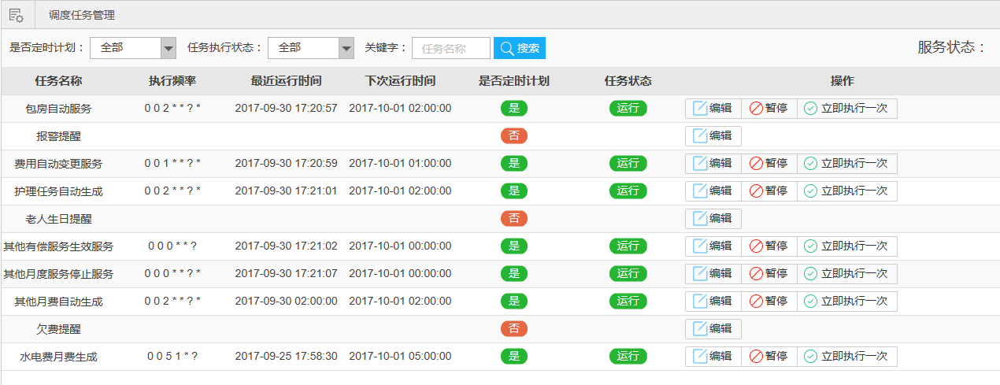 调度任务管理
是否定时计划： 全部 任务执行状态： 全部 关键字： 任务名称 搜索 服务状态：
任务名称 执行频率 最近运行时间 下次运行时间 是否定时计划 任务状态 操作
包房自动服务 0 0 2 * * ? * 2017-09-30 17:20:57 2017-10-01 02:00:00 是 运行 编辑 暂停 立即执行一次
报警提醒 否 编辑
费用自动变更服务 0 0 1 * * ? * 2017-09-30 17:20:59 2017-10-01 01:00:00 是 运行 编辑 暂停 立即执行一次
护理任务自动生成 0 0 2 * * ? * 2017-09-30 17:21:01 2017-10-01 02:00:00 是 运行 编辑 暂停 立即执行一次
老人生日提醒 否 编辑
其他有偿服务生效服务 0 0 0 * * ? 2017-09-30 17:21:02 2017-10-01 00:00:00 是 运行 编辑 暂停 立即执行一次
其他月度服务停止服务 0 0 0 * * ? * 2017-09-30 17:21:07 2017-10-01 00:00:00 是 运行 编辑 暂停 立即执行一次
其他月费自动生成 0 0 2 * * ? * 2017-09-30 02:00:00 2017-10-01 02:00:00 是 运行 编辑 暂停 立即执行一次
欠费提醒 否 编辑
水电费月费生成 0 0 5 1 * ? 2017-09-25 17:58:30 2017-10-01 05:00:00 是 运行 编辑 暂停 立即执行一次